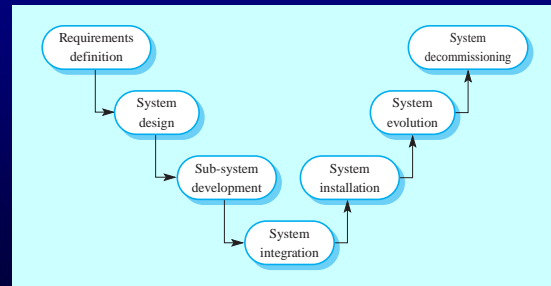 Requirements
definition
System
design
Sub-system
development
System
integration
System
installation
System
evolution
System
decommissioning